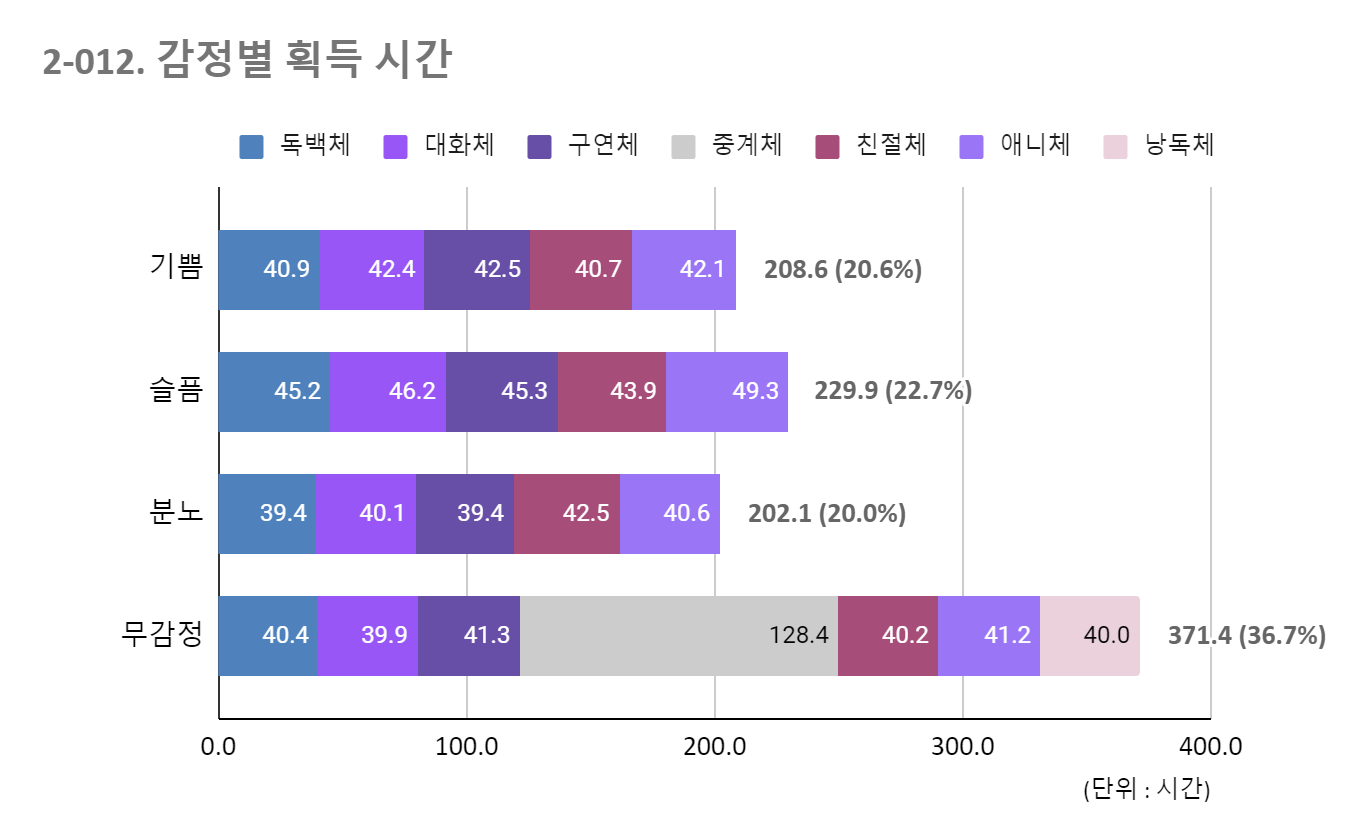 2-012. 감정별 획득 시간
독백체 대화체 구연체 중계체 친절체 애니체 낭독체
기쁨 40.9 42.4 42.5 40.7 42.1 208.6 (20.6%)
슬픔 45.2 46.2 45.3 43.9 49.3 229.9 (22.7%)
분노 39.4 40.1 39.4 42.5 40.6 202.1 (20.0%)
무감정 40.4 39.9 41.3 128.4 40.2 41.2 40.0 371.4 (36.7%)
0.0 100.0 200.0 300.0 400.0
(단위 : 시간)